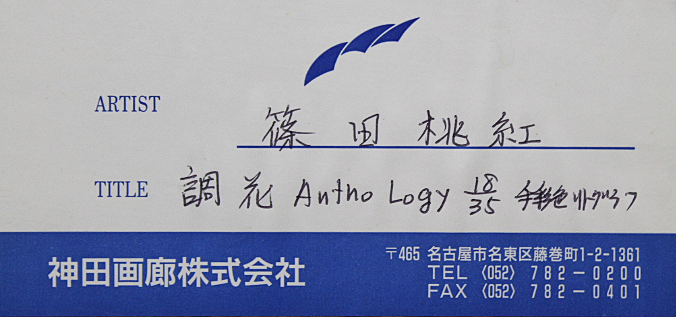 ARTIST 篠田桃紅
TITLE 調花 Anthology 18/35 手彩色リトグラフ
神田画廊株式会社
〒465 名古屋市名東区藤巻町1-2-1361
TEL〈052〉782-0200
FAX〈052〉782-0401